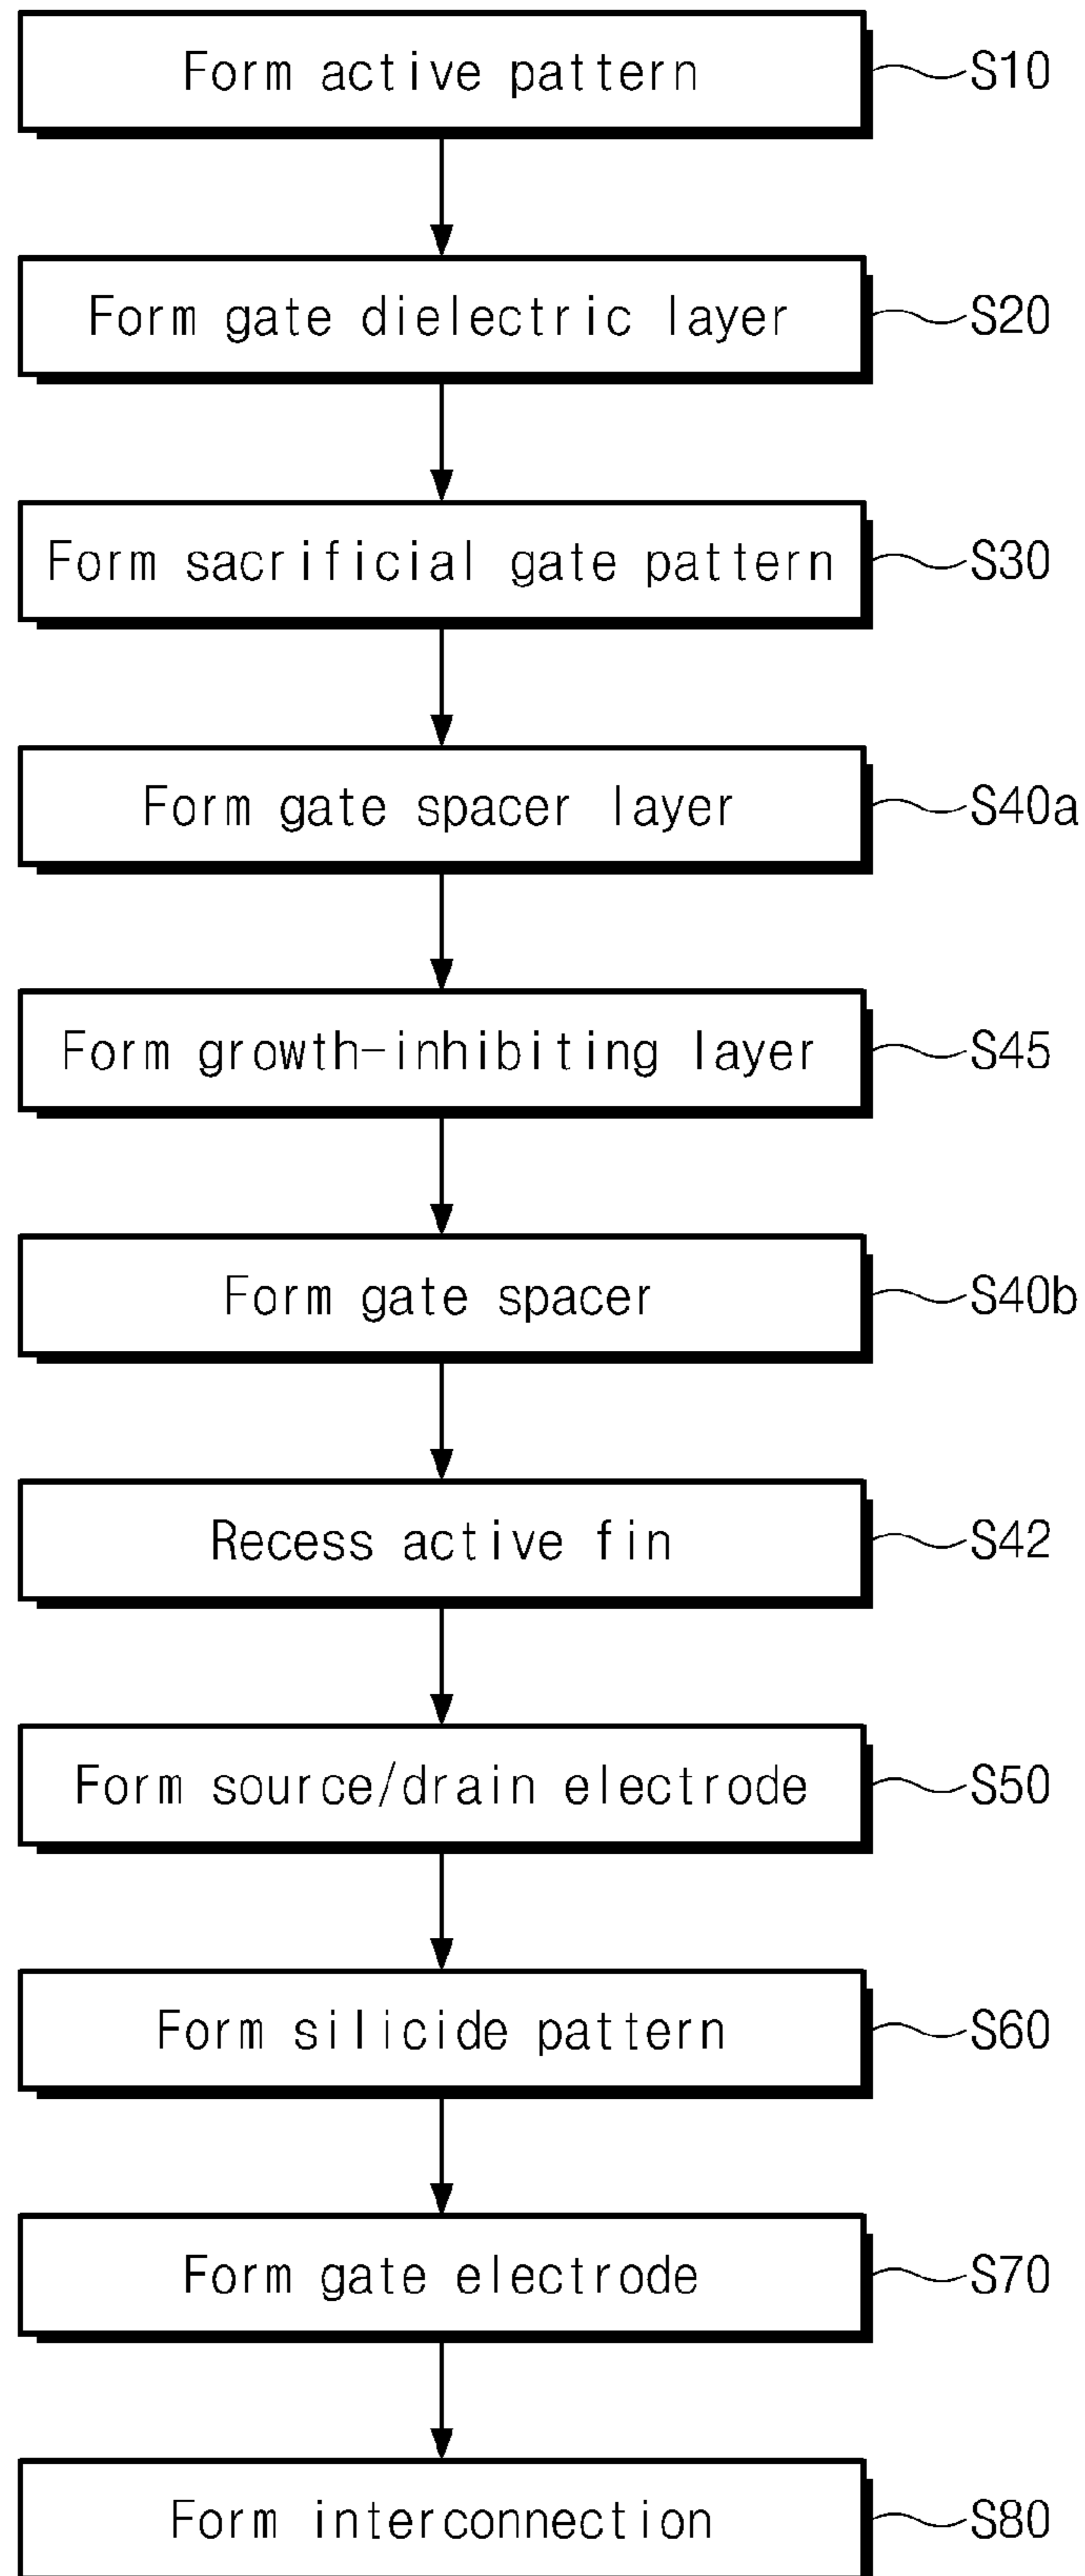 Form active pattern S10
Form gate dielectric layer S20
Form sacrificial gate pattern S30
Form gate spacer layer S40a
Form growth-inhibiting layer S45
Form gate spacer S40b
Recess active fin S42
Form source/drain electrode S50
Form silicide pattern S60
Form gate electrode S70
Form interconnection S80